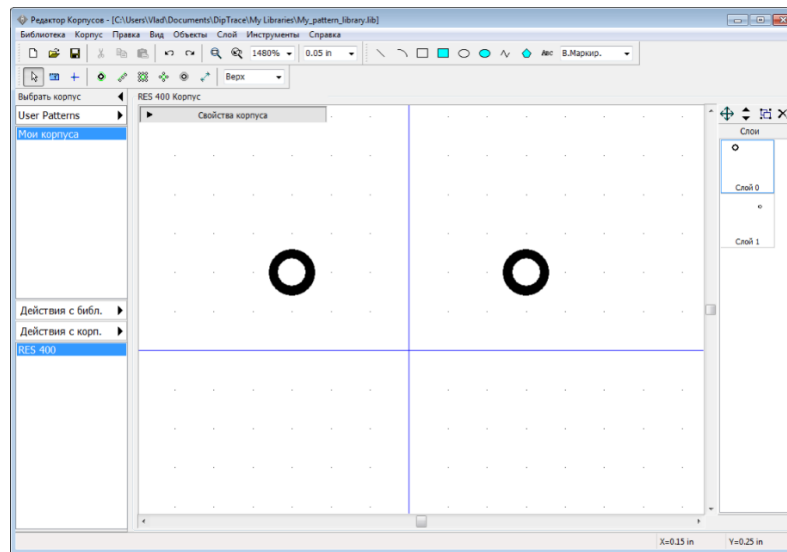 Редактор Корпусов - [C:\Users\Vlad\Documents\DipTrace\My Libraries\My_pattern_library.lib]
Библиотека Корпус Правка Вид Объекты Слой Инструменты Справка
1480% 0.05 in Abc В.Маркир.
Верх
Выбрать корпус RES 400 Корпус
User Patterns Свойства корпуса
Мои корпуса Слои
Слой 0
Слой 1
Действия с библ.
Действия с корп.
RES 400
X=0.15 in Y=0.25 in